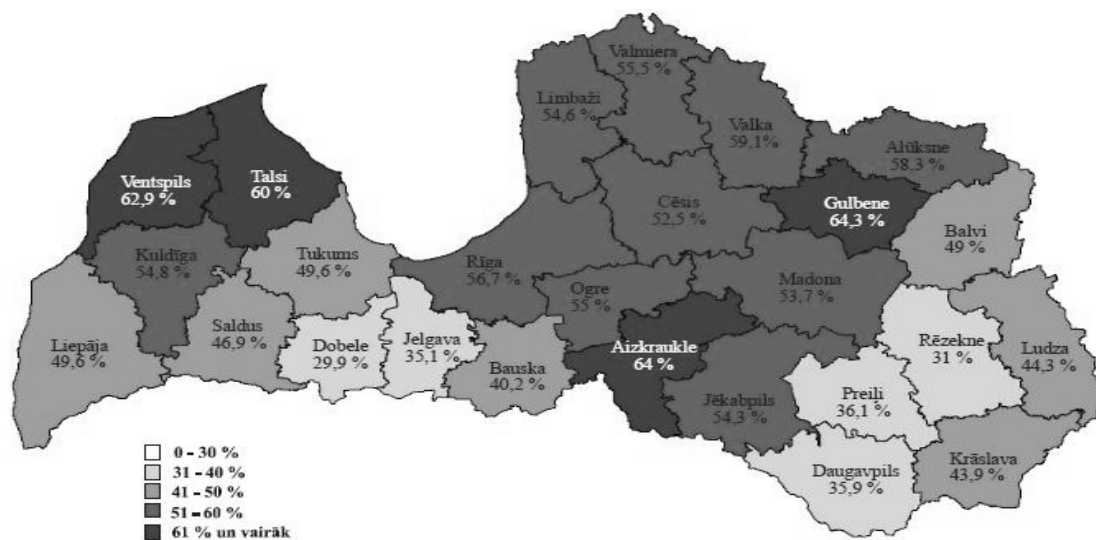 Valmiera
55,5 %
Limbaži
54,6 %
Valka
59,1%
Alūksne
58,3 %
Ventspils
62,9 %
Talsi
60 %
Cēsis
52,5 %
Gulbene
64,3 %
Balvi
49 %
Kuldīga
54,8 %
Tukums
49,6 %
Rīga
56,7 %
Ogre
55 %
Madona
53,7 %
Liepāja
49,6 %
Saldus
46,9 %
Dobele
29,9 %
Jelgava
35,1 %
Bauska
40,2 %
Aizkraukle
64 %
Jēkabpils
54,3 %
Rēzekne
31 %
Ludza
44,3 %
Preiļi
36,1 %
Daugavpils
35,9 %
Krāslava
43,9 %
0 – 30 %
31 – 40 %
41 – 50 %
51 – 60 %
61 % un vairāk